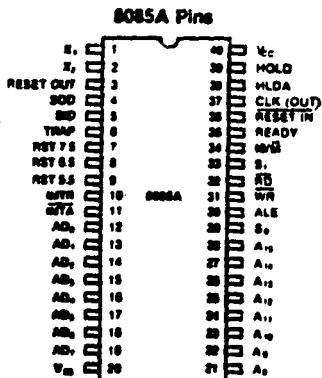 8085A Pins
X₁ 1 40 Vcc
X₂ 2 39 HOLD
RESET OUT 3 38 HLDA
SOD 4 37 CLK (OUT)
SID 5 36 RESET IN
TRAP 6 35 READY
RST 7.5 7 34 IO/M
RST 6.5 8 33 S₁
RST 5.5 9 32 RD
INTR 10 8085A 31 WR
INTA 11 30 ALE
AD₀ 12 29 S₀
AD₁ 13 28 A₁₅
AD₂ 14 27 A₁₄
AD₃ 15 26 A₁₃
AD₄ 16 25 A₁₂
AD₅ 17 24 A₁₁
AD₆ 18 23 A₁₀
AD₇ 19 22 A₉
Vss 20 21 A₈